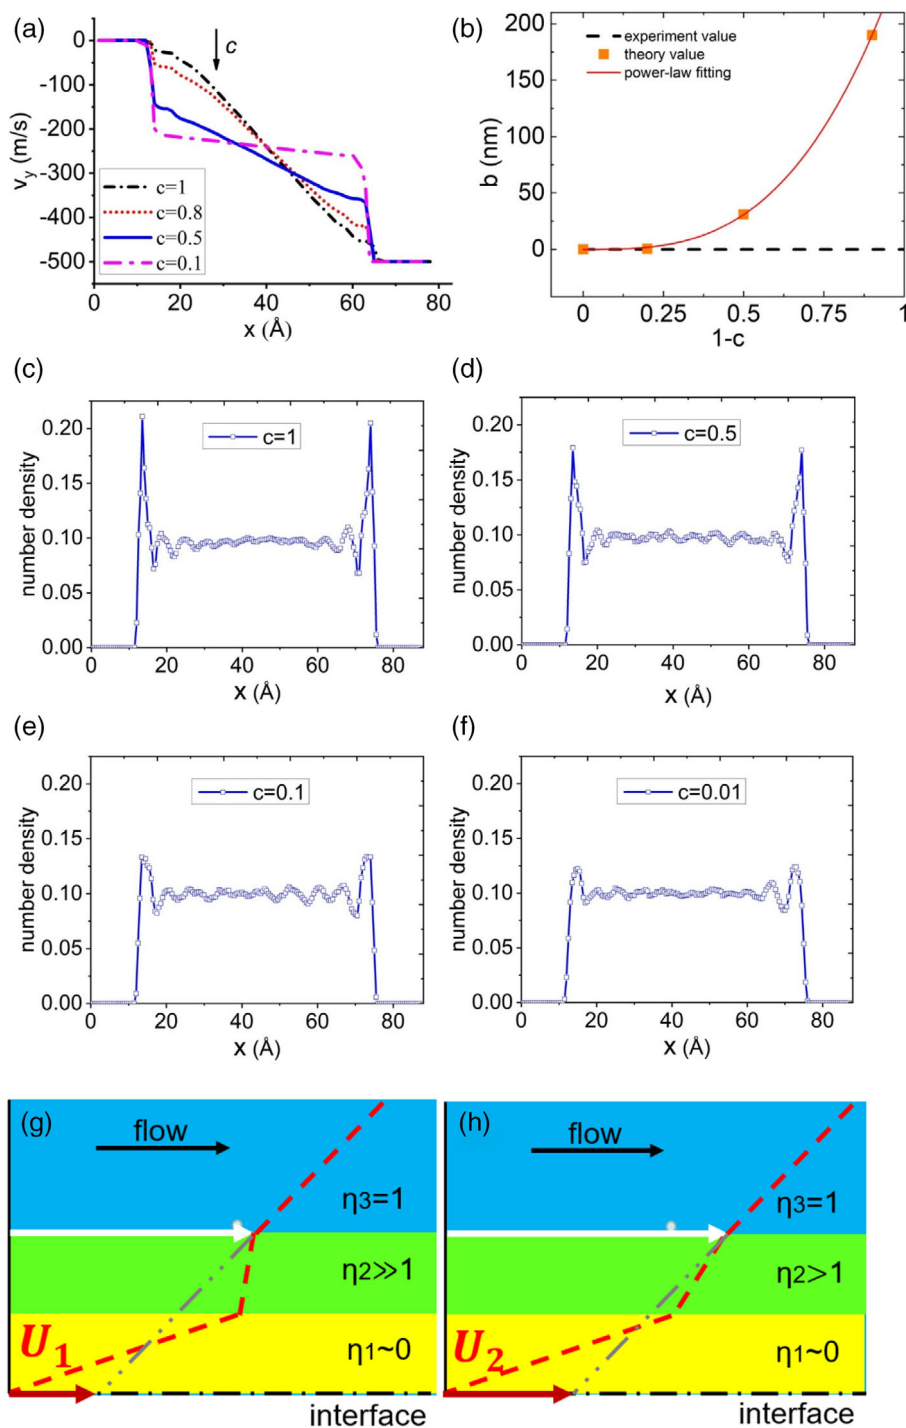 (a)
c
v_y (m/s)
0
-100
-200
-300
-400
-500
c=1
c=0.8
c=0.5
c=0.1
0 20 40 60 80
x (Å)
(b)
b (nm)
200
150
100
50
0
experiment value
theory value
power-law fitting
0 0.25 0.5 0.75 1
1-c
(c)
number density
0.20
0.15
0.10
0.05
0.00
c=1
0 20 40 60 80
x (Å)
(d)
number density
0.20
0.15
0.10
0.05
0.00
c=0.5
0 20 40 60 80
x (Å)
(e)
number density
0.20
0.15
0.10
0.05
0.00
c=0.1
0 20 40 60 80
x (Å)
(f)
number density
0.20
0.15
0.10
0.05
0.00
c=0.01
0 20 40 60 80
x (Å)
(g)
flow
η3=1
η2≫1
U1
η1~0
interface
(h)
flow
η3=1
η2>1
U2
η1~0
interface